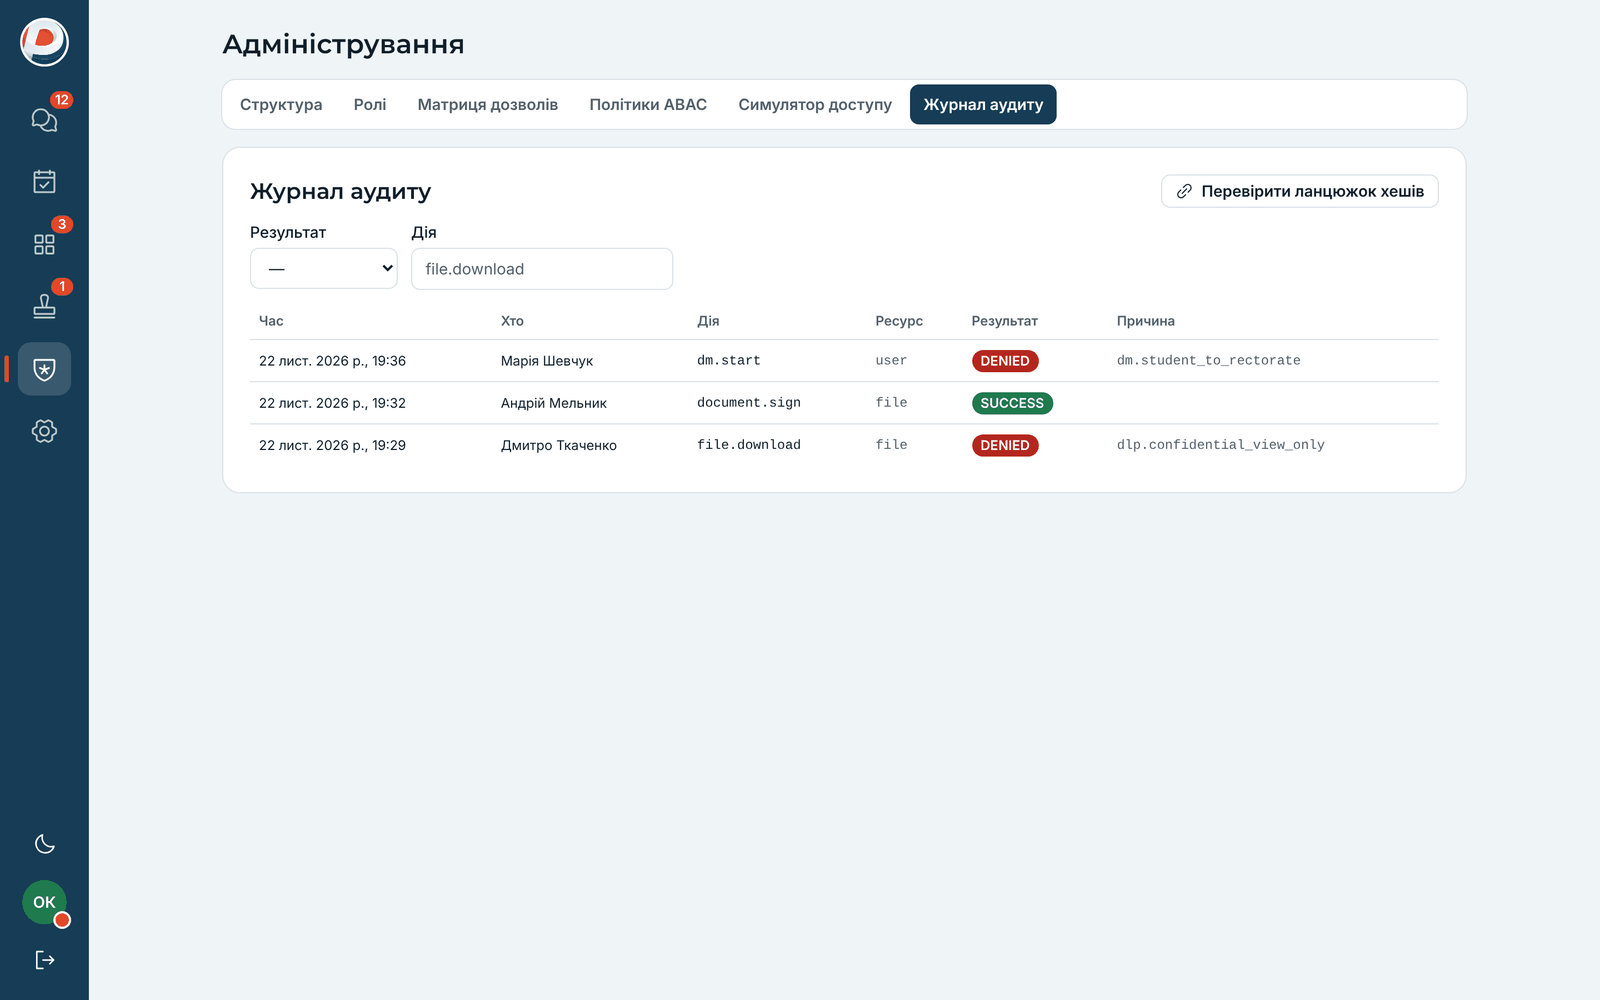 12
3
1
OK
Адміністрування
Структура Ролі Матриця дозволів Політики ABAC Симулятор доступу Журнал аудиту
Журнал аудиту
Перевірити ланцюжок хешів
Результат Дія
— file.download
Час Хто Дія Ресурс Результат Причина
22 лист. 2026 р., 19:36 Марія Шевчук dm.start user DENIED dm.student_to_rectorate
22 лист. 2026 р., 19:32 Андрій Мельник document.sign file SUCCESS
22 лист. 2026 р., 19:29 Дмитро Ткаченко file.download file DENIED dlp.confidential_view_only